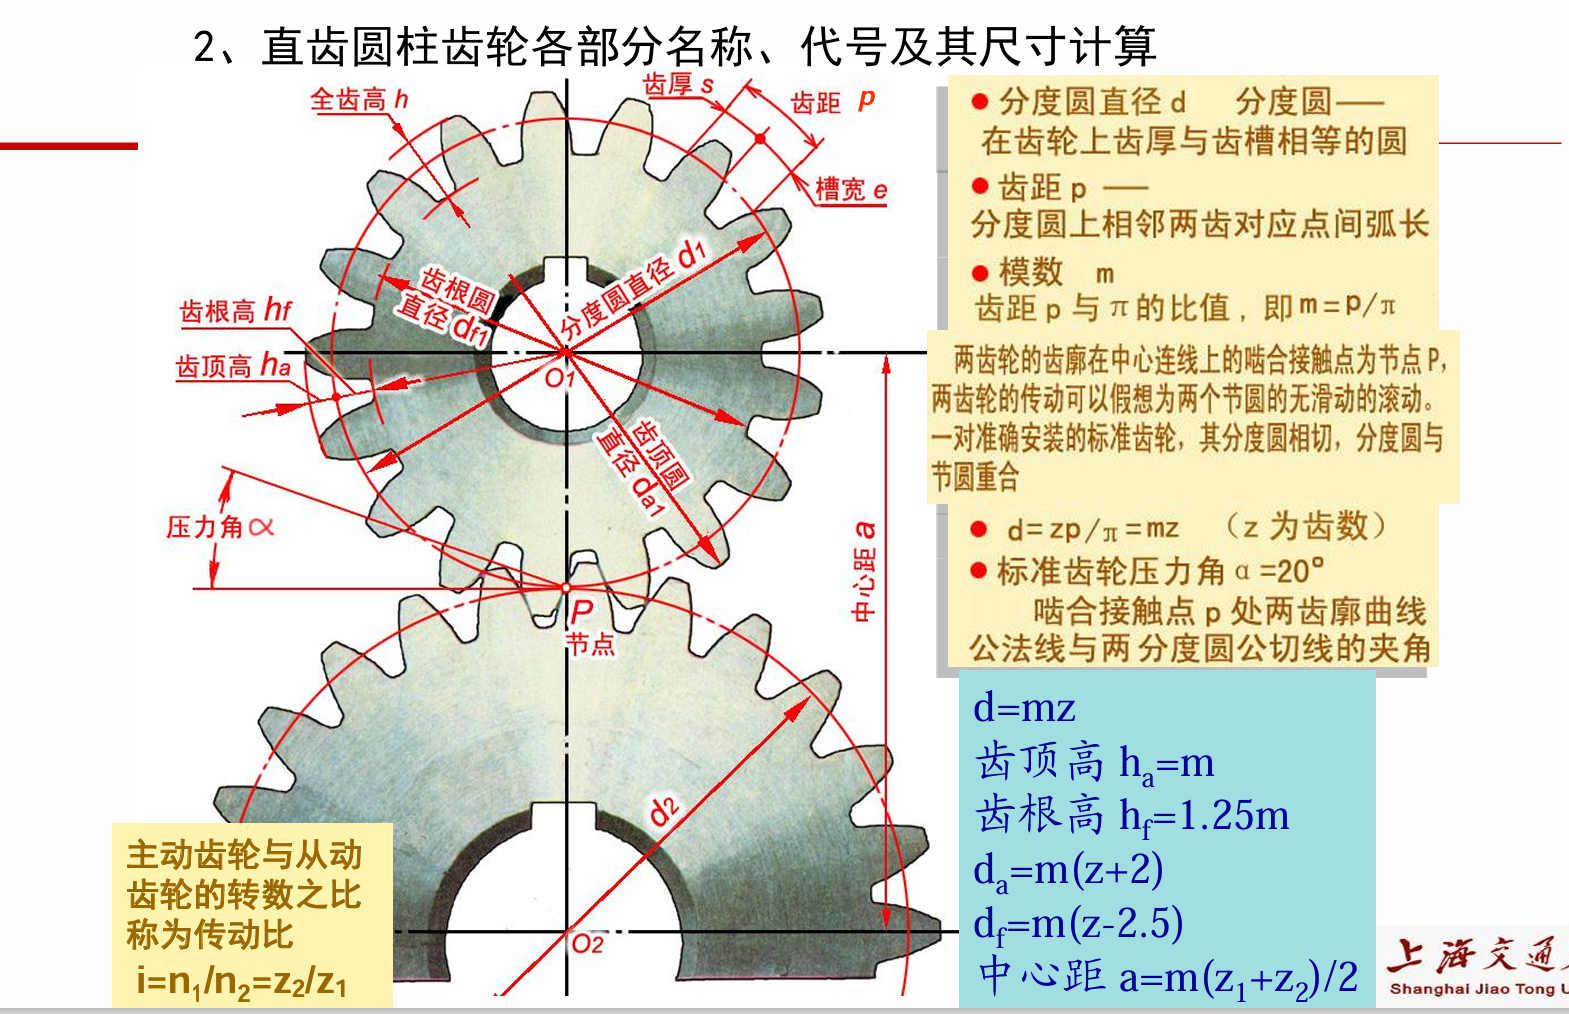 2、直齿圆柱齿轮各部分名称、代号及其尺寸计算
全齿高 h
齿厚 s
齿距 p
槽宽 e
齿根圆
直径 df1
分度圆直径 d1
齿根高 hf
齿顶高 ha
O1
齿顶圆
直径 da1
压力角 α
P
节点
中心距 a
d2
O2
主动齿轮与从动
齿轮的转数之比
称为传动比
i=n1/n2=z2/z1
● 分度圆直径 d 分度圆——
在齿轮上齿厚与齿槽相等的圆
● 齿距 p ——
分度圆上相邻两齿对应点间弧长
● 模数 m
齿距 p 与 π 的比值，即 m=p/π
两齿轮的齿廓在中心连线上的啮合接触点为节点 P,
两齿轮的传动可以假想为两个节圆的无滑动的滚动。
一对准确安装的标准齿轮，其分度圆相切，分度圆与
节圆重合
● d=zp/π=mz （z 为齿数）
● 标准齿轮压力角 α=20°
啮合接触点 p 处两齿廓曲线
公法线与两分度圆公切线的夹角
d=mz
齿顶高 ha=m
齿根高 hf=1.25m
da=m(z+2)
df=m(z-2.5)
中心距 a=m(z1+z2)/2
上海交通
Shanghai Jiao Tong U